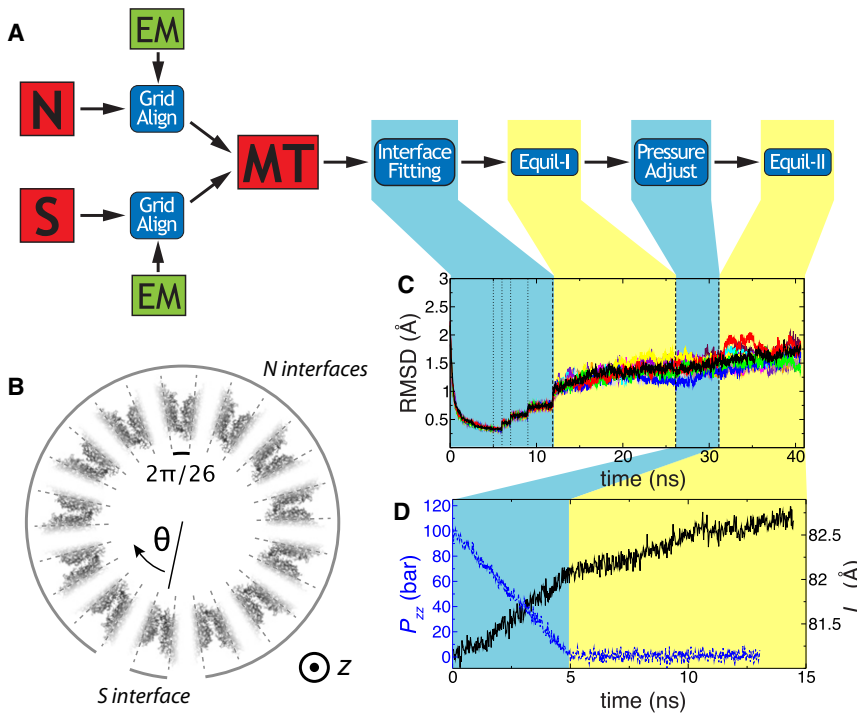 A
EM
N
Grid
Align
MT
S
Grid
Align
EM
Interface
Fitting
Equil-I
Pressure
Adjust
Equil-II
B
N interfaces
2π/26
θ
S interface
z
C
3
2.5
2
1.5
1
0.5
RMSD (Å)
0 10 20 30 40
time (ns)
D
120
100
80
60
40
20
0
P_zz (bar)
82.5
82
81.5
(Å)
0 5 10 15
time (ns)